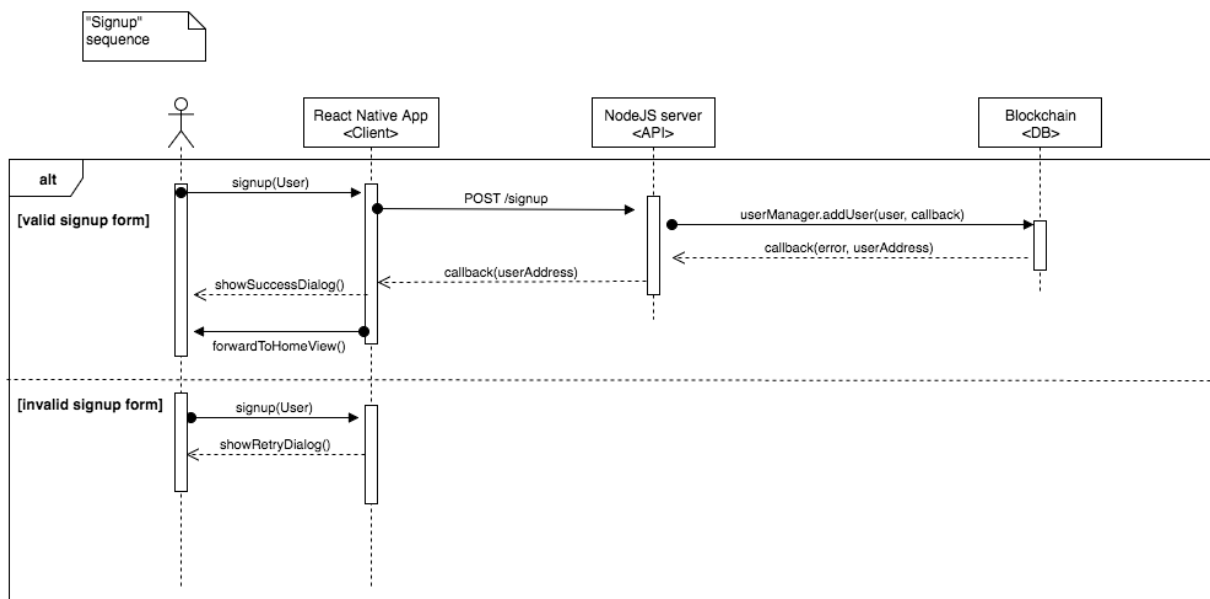 "Signup"
sequence
React Native App
<Client>
NodeJS server
<API>
Blockchain
<DB>
alt
[valid signup form]
signup(User)
POST /signup
userManager.addUser(user, callback)
callback(error, userAddress)
callback(userAddress)
showSuccessDialog()
forwardToHomeView()
[invalid signup form]
signup(User)
showRetryDialog()